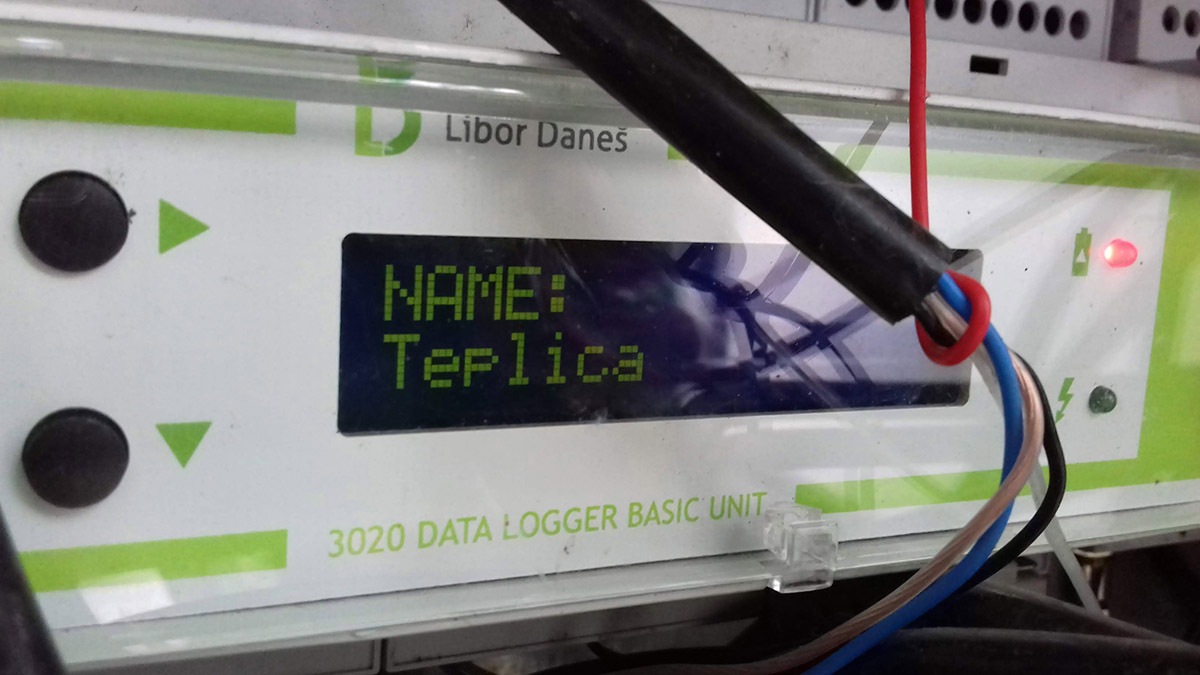 Libor Daneš
NAME:
Teplica
3020 DATA LOGGER BASIC UNIT